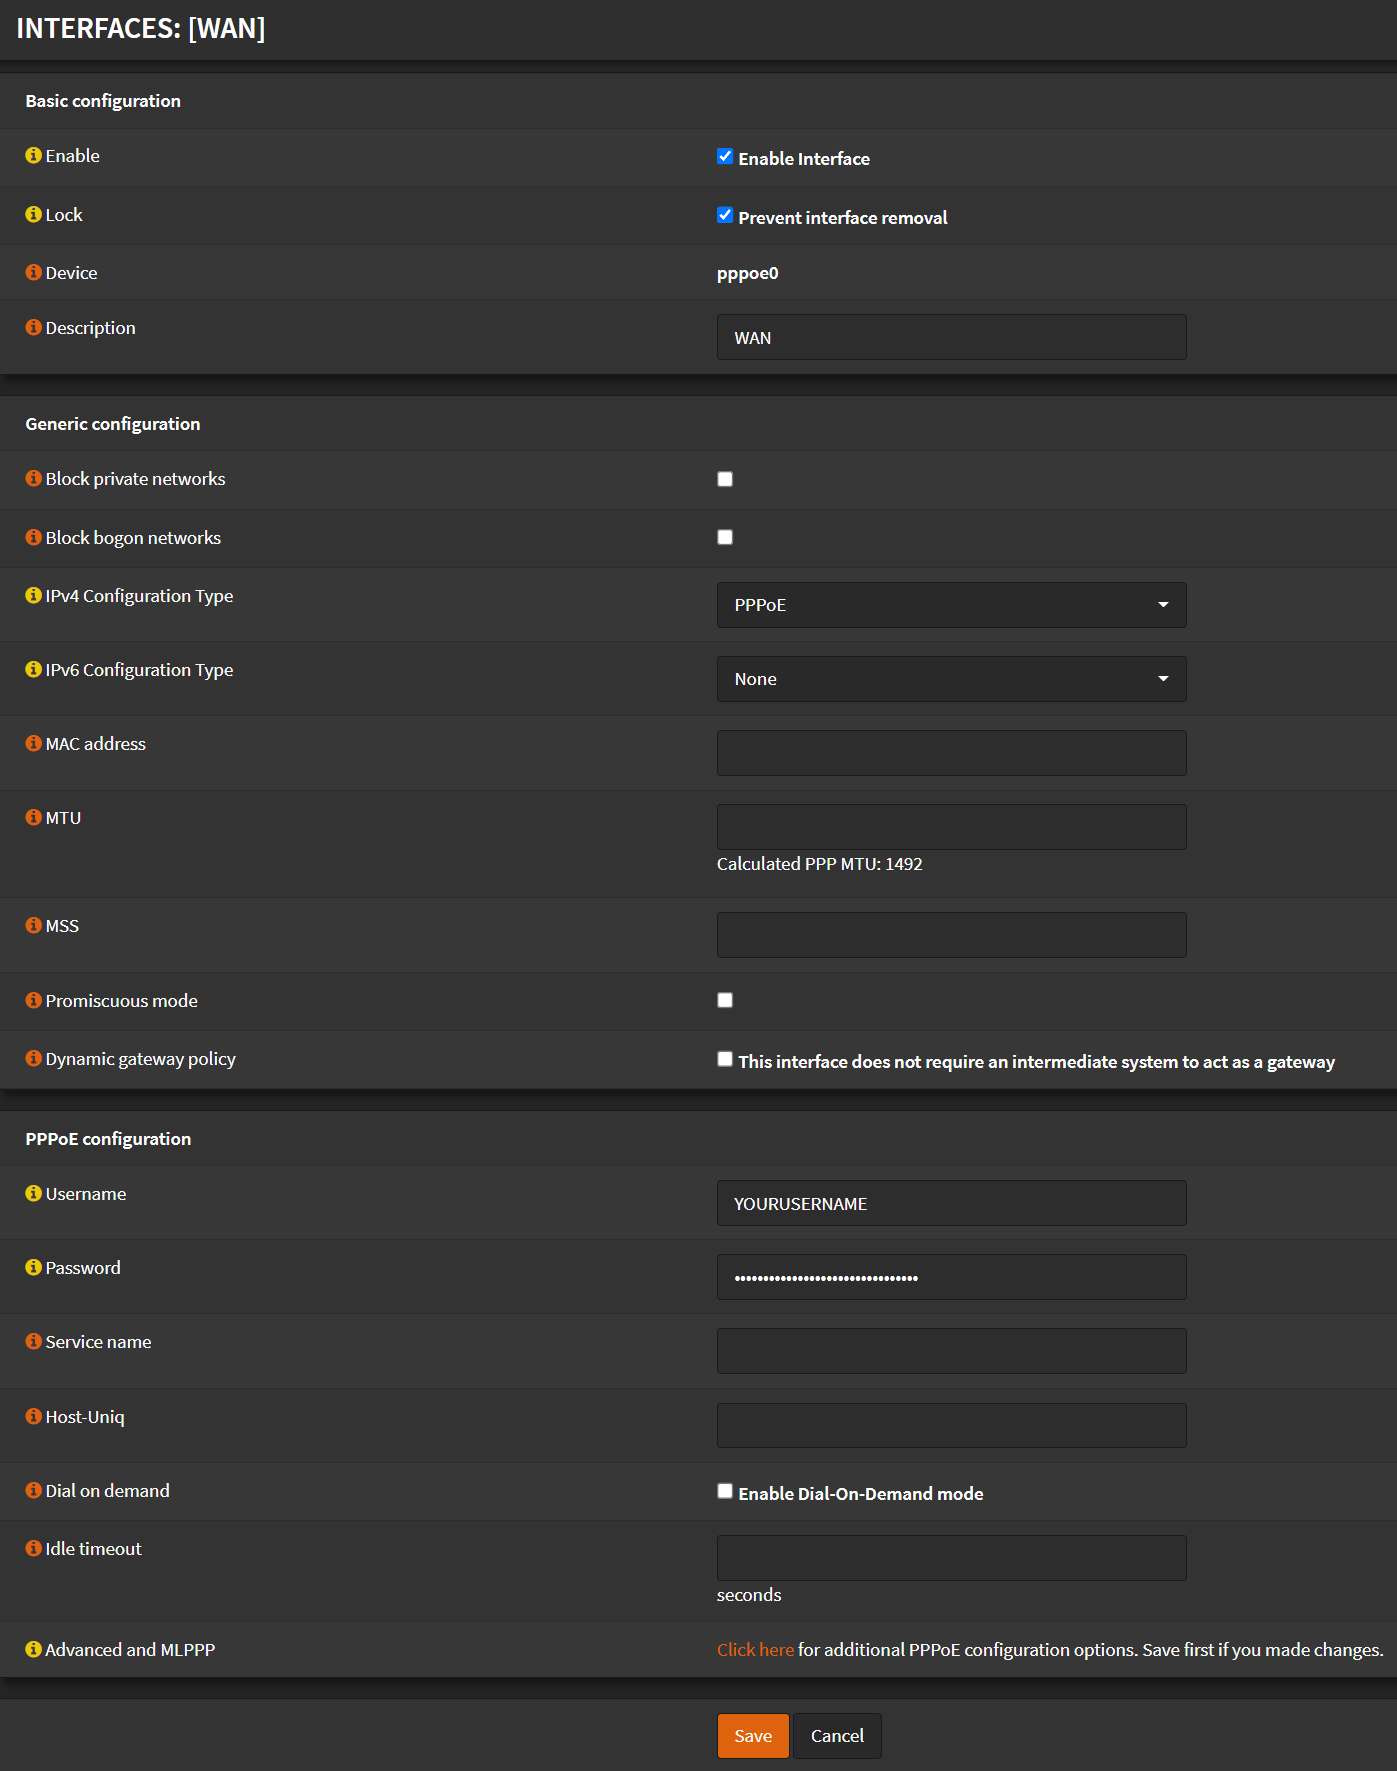 INTERFACES: [WAN]
Basic configuration
Enable
Enable Interface
Lock
Prevent interface removal
Device
pppoe0
Description
WAN
Generic configuration
Block private networks
Block bogon networks
IPv4 Configuration Type
PPPoE
IPv6 Configuration Type
None
MAC address
MTU
Calculated PPP MTU: 1492
MSS
Promiscuous mode
Dynamic gateway policy
This interface does not require an intermediate system to act as a gateway
PPPoE configuration
Username
YOURUSERNAME
Password
••••••••••••••••••••••••••••••••
Service name
Host-Uniq
Dial on demand
Enable Dial-On-Demand mode
Idle timeout
seconds
Advanced and MLPPP
Click here for additional PPPoE configuration options. Save first if you made changes.
Save
Cancel